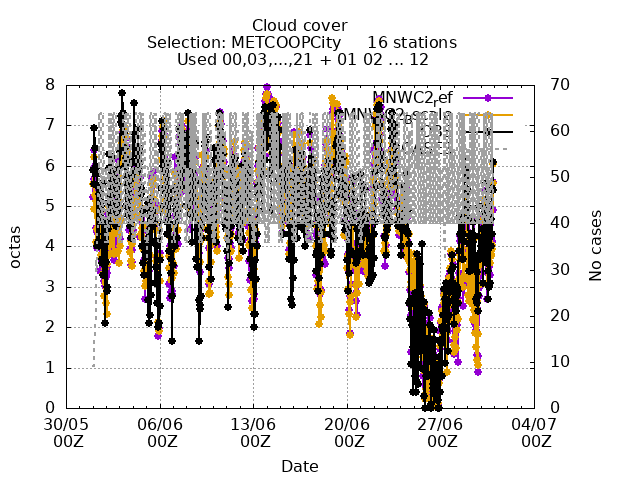 Cloud cover
Selection: METCOOPCity 16 stations
Used 00,03,...,21 + 01 02 ... 12
8
7
6
5
4
3
2
1
0
70
60
50
40
30
20
10
0
octas
No cases
MNWC2ref
30/05 06/06 13/06 20/06 27/06 04/07
00Z 00Z 00Z 00Z 00Z 00Z
Date